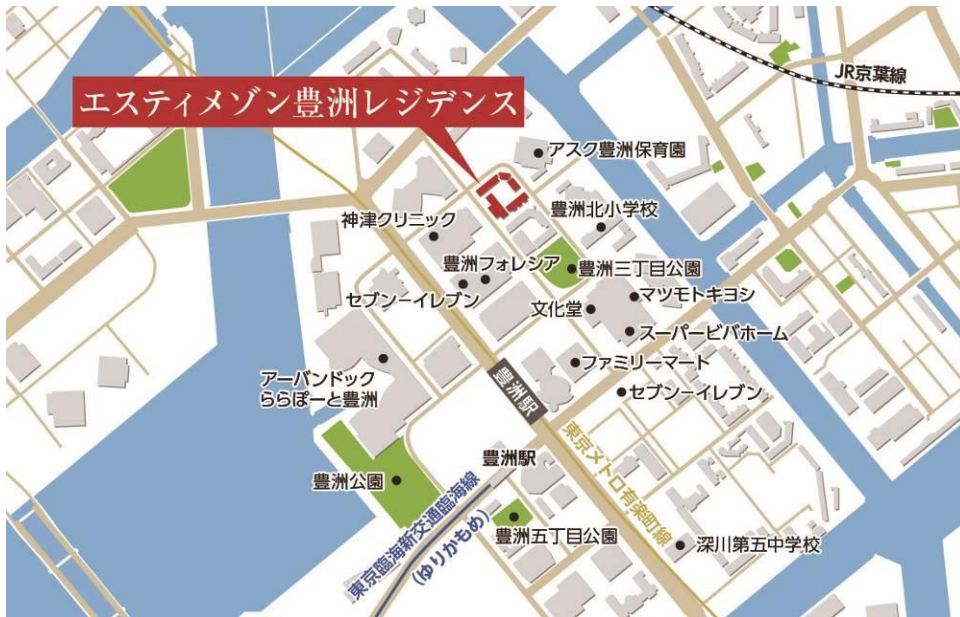 JR京葉線
エスティメゾン豊洲レジデンス
アスク豊洲保育園
豊洲北小学校
神津クリニック
豊洲フォレシア
豊洲三丁目公園
セブンーイレブン
マツモトキヨシ
文化堂
スーパービバホーム
ファミリーマート
アーバンドック
ららぽーと豊洲
セブンーイレブン
豊洲駅
東京メトロ有楽町線
豊洲駅
豊洲公園
東京臨海新交通臨海線
(ゆりかもめ)
豊洲五丁目公園
深川第五中学校